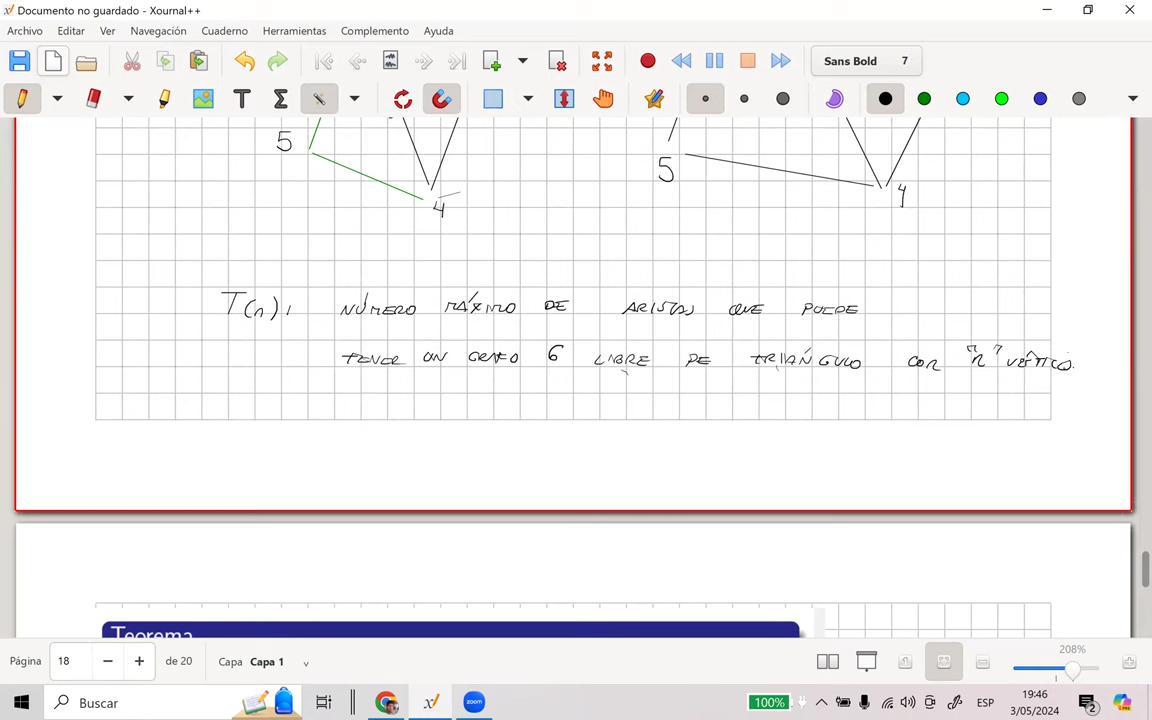 Documento no guardado - Xournal++
Archivo Editar Ver Navegación Cuaderno Herramientas Complemento Ayuda
Sans Bold 7
5
4
5
4
T(n): NÚMERO MÁXIMO DE ARISTAS QUE PUEDE
TENER UN GRAFO G LIBRE DE TRIÁNGULO CON "n" VÉRTICES.
Teorema
Página 18 de 20 Capa Capa 1
208%
Buscar
100%
ESP
19:46
3/05/2024
2